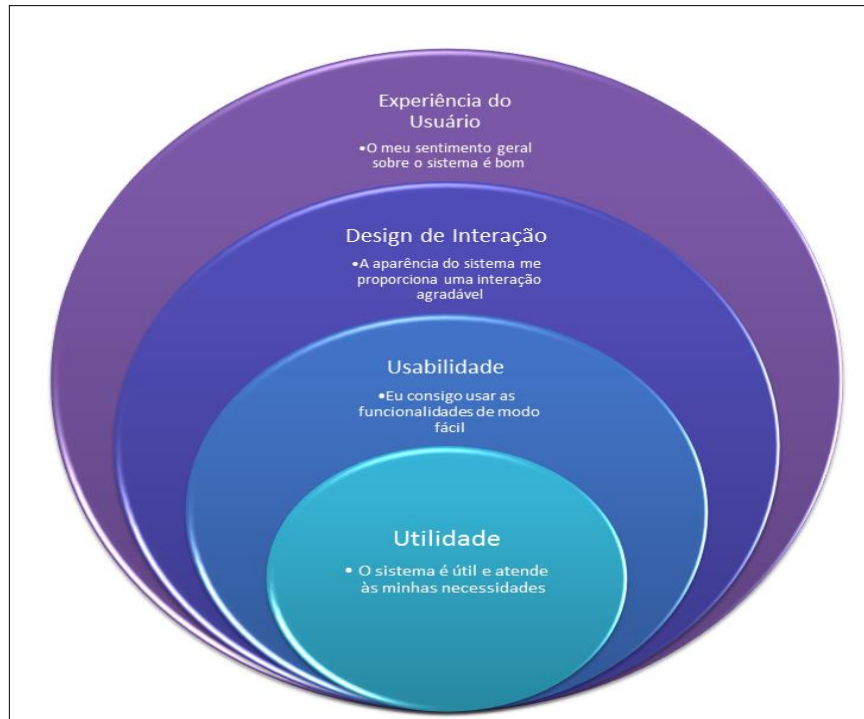 Experiência do
Usuário
•O meu sentimento geral
sobre o sistema é bom
Design de Interação
•A aparência do sistema me
proporciona uma interação
agradável
Usabilidade
•Eu consigo usar as
funcionalidades de modo
fácil
Utilidade
• O sistema é útil e atende
às minhas necessidades